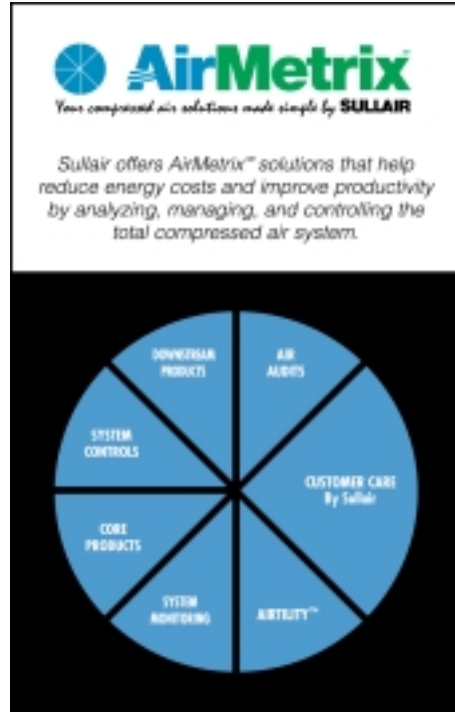 AirMetrix
Your compressed air solutions made simple by SULLAIR
Sullair offers AirMetrix™ solutions that help
reduce energy costs and improve productivity
by analyzing, managing, and controlling the
total compressed air system.
DOWNSTREAM
PRODUCTS
AIR
AUDITS
SYSTEM
CONTROLS
CUSTOMER CARE
By Sullair
CORE
PRODUCTS
SYSTEM
MONITORING
AIRTILITY™